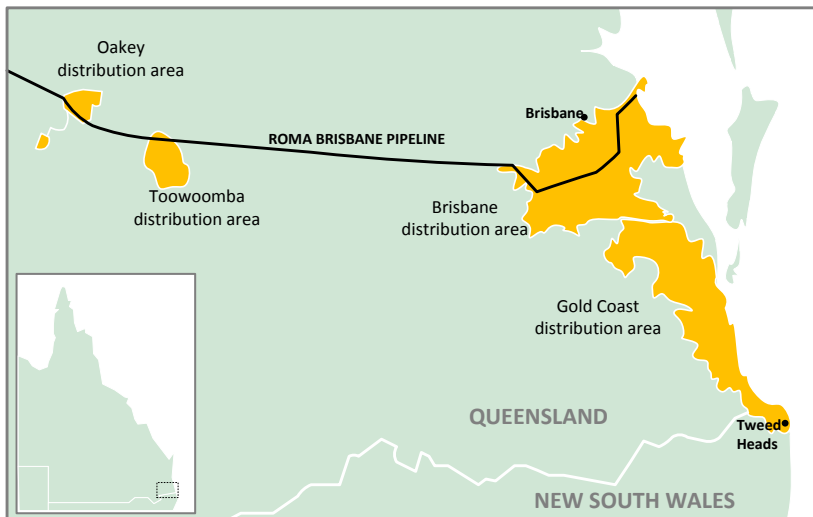 Oakey
distribution area
Brisbane
ROMA BRISBANE PIPELINE
Toowoomba
distribution area
Brisbane
distribution area
Gold Coast
distribution area
QUEENSLAND
Tweed
Heads
NEW SOUTH WALES